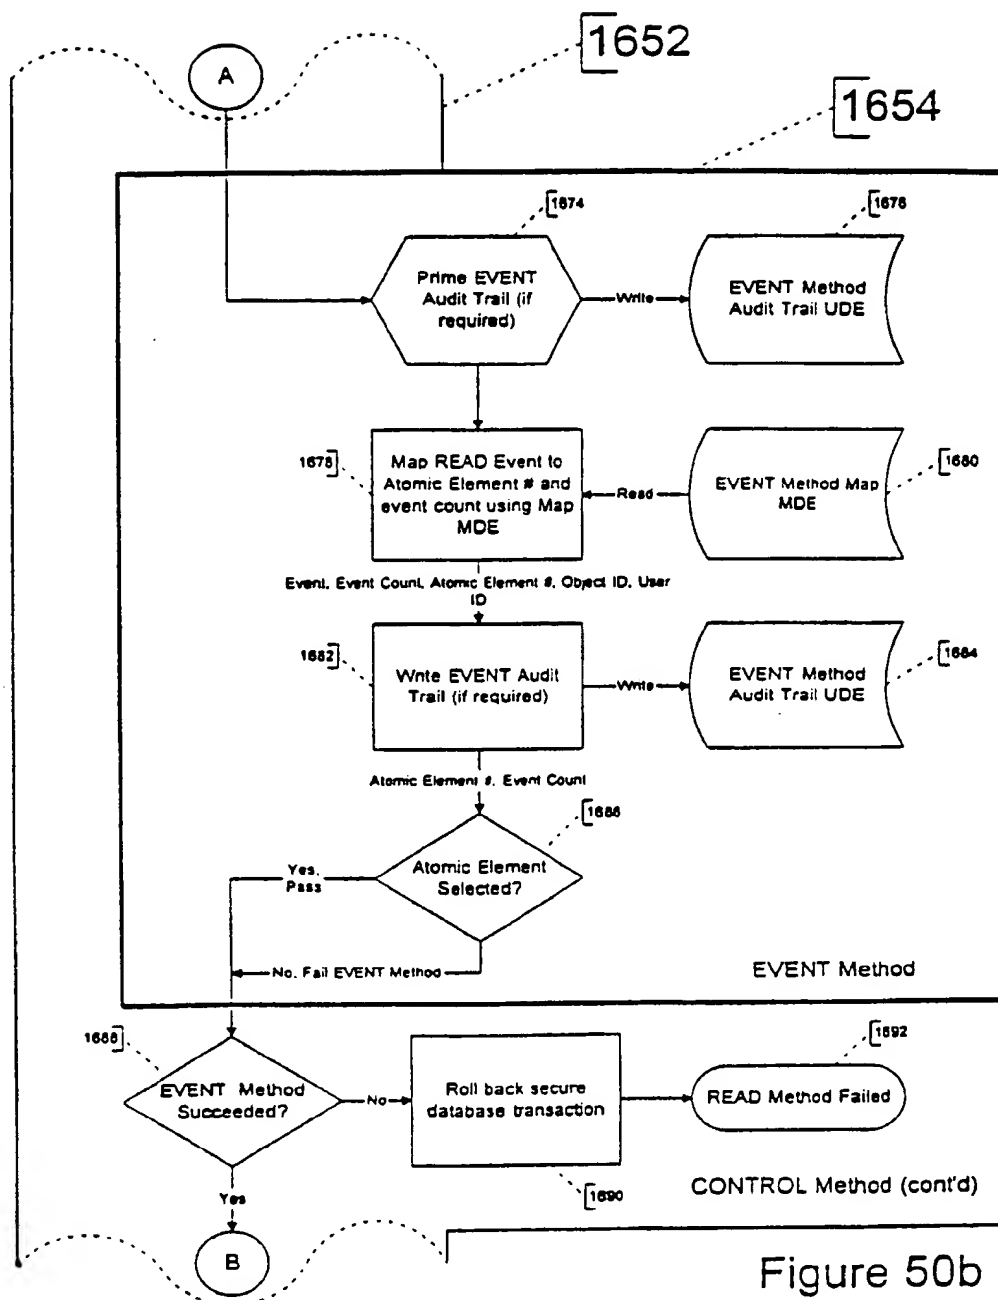 1652
A
1654
1674
1676
Prime EVENT
Audit Trail (if
required)
Write
EVENT Method
Audit Trail UDE
1678
Map READ Event to
Atomic Element # and
event count using Map
MDE
Read
EVENT Method Map
MDE
1680
Event, Event Count, Atomic Element #, Object ID, User
ID
1682
Write EVENT Audit
Trail (if required)
Write
EVENT Method
Audit Trail UDE
1684
Atomic Element #, Event Count
1686
Atomic Element
Selected?
Yes,
Pass
No, Fail EVENT Method
EVENT Method
1688
EVENT Method
Succeeded?
No
Roll back secure
database transaction
1690
READ Method Failed
1692
Yes
CONTROL Method (cont'd)
B
Figure 50b